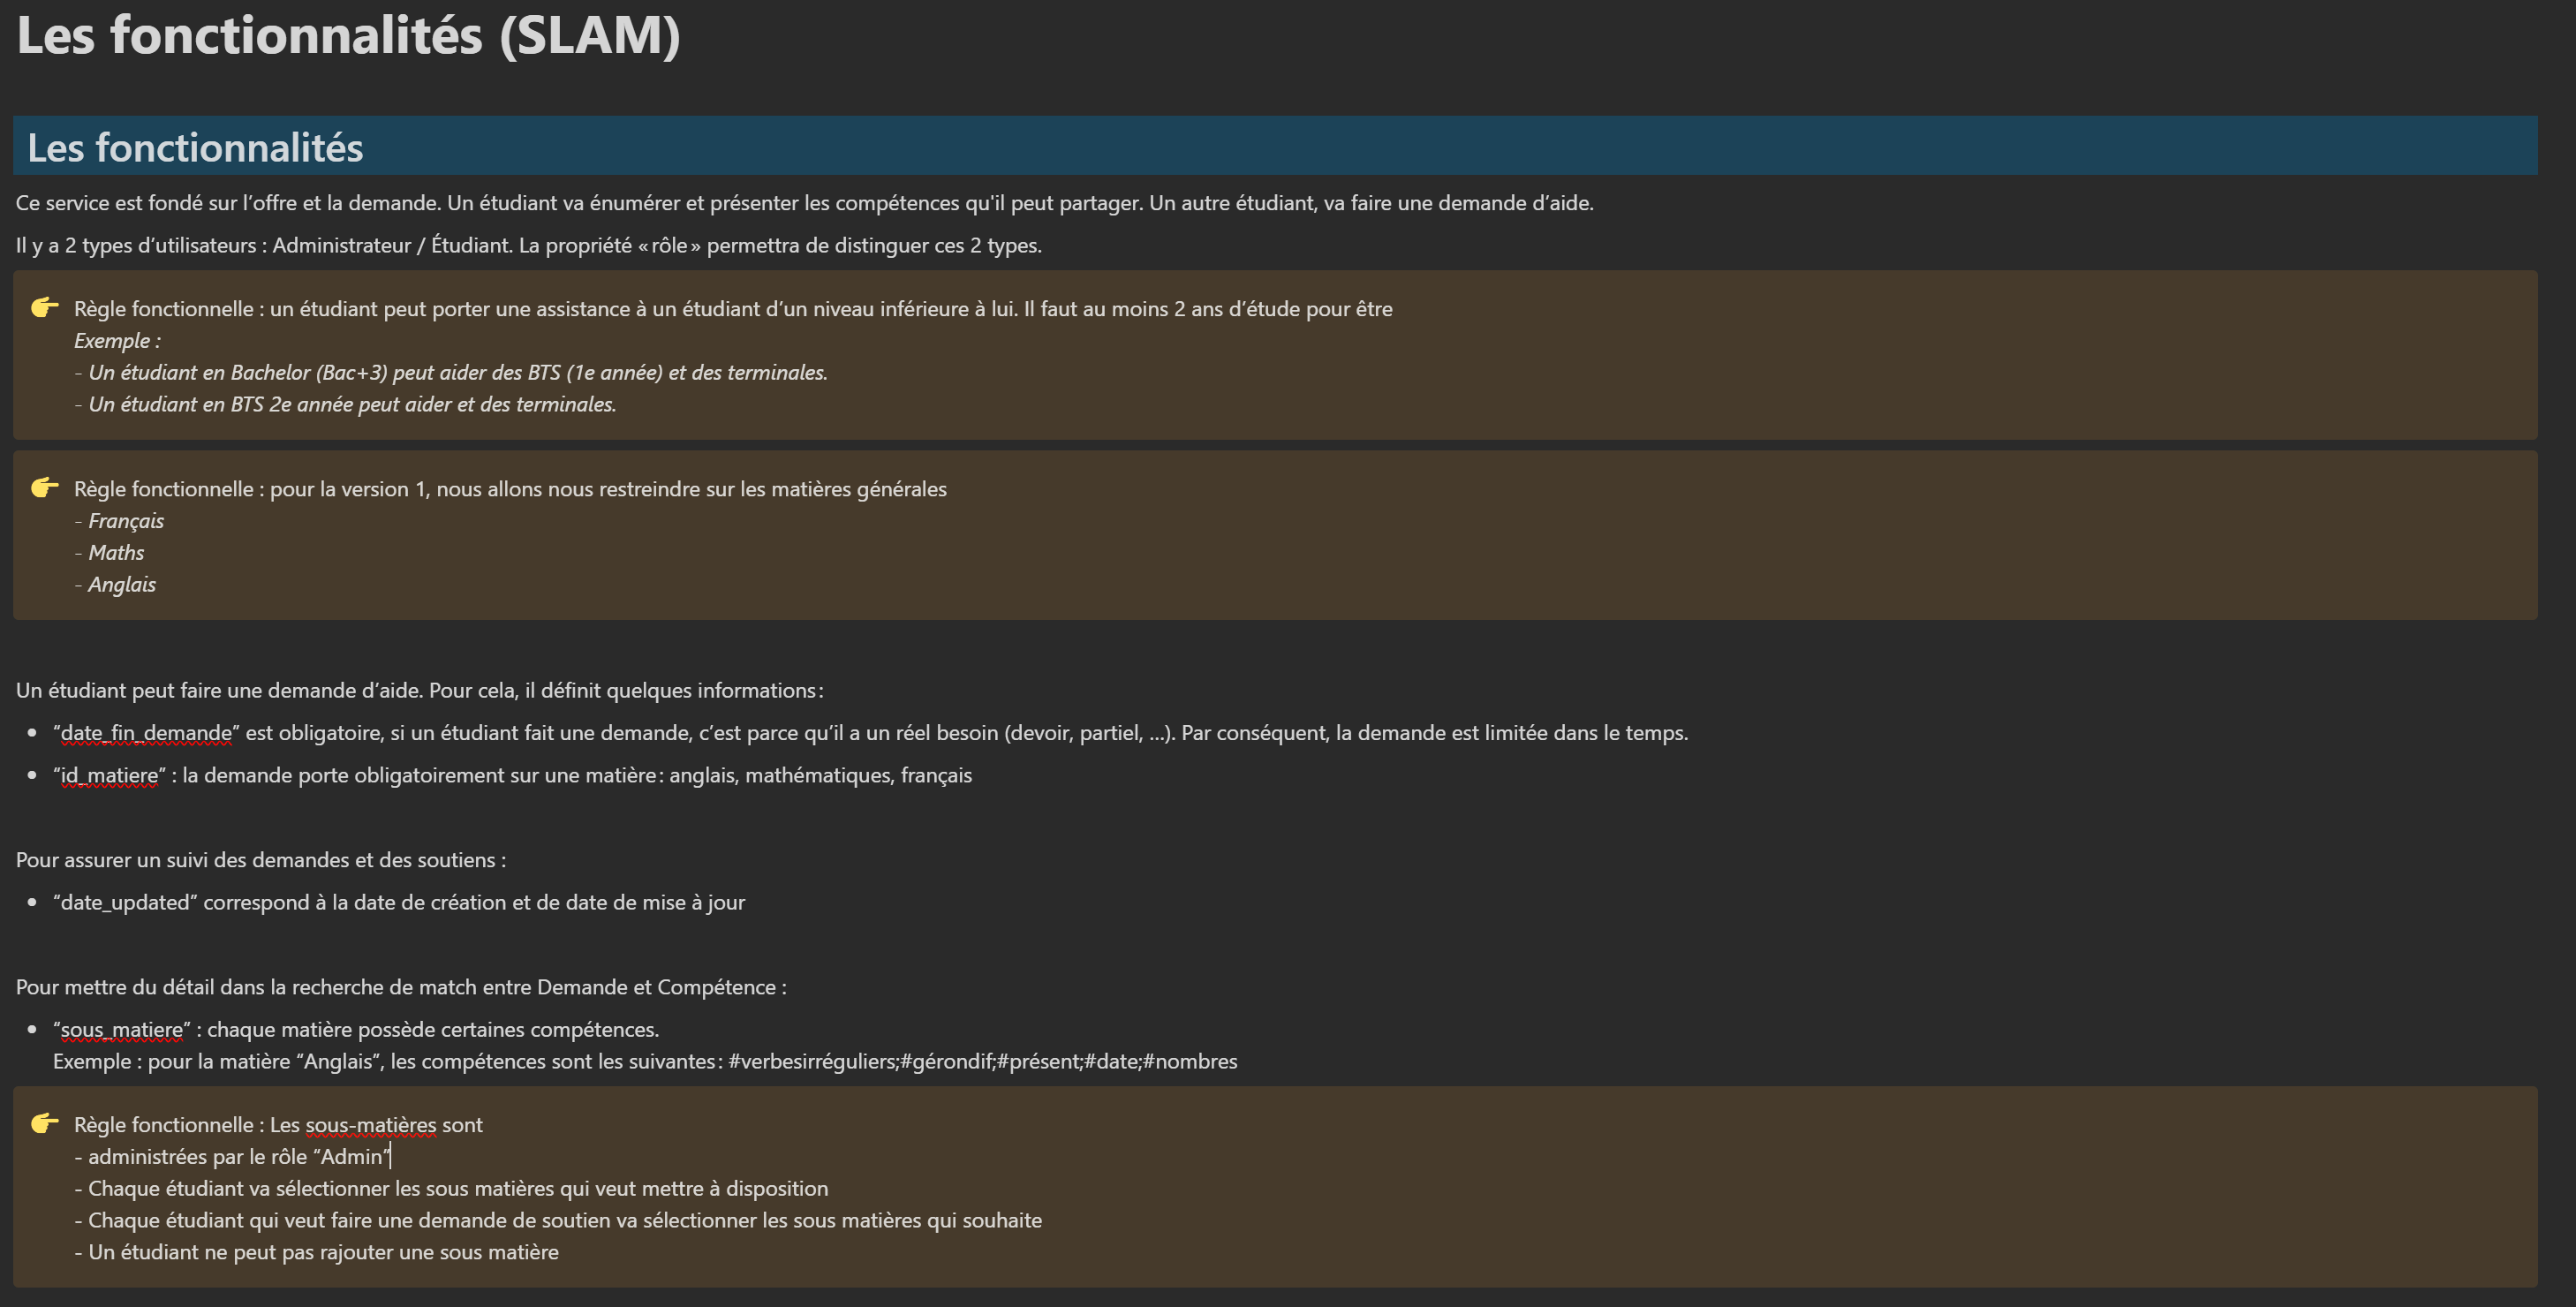 Les fonctionnalités (SLAM)
Les fonctionnalités
Ce service est fondé sur l’offre et la demande. Un étudiant va énumérer et présenter les compétences qu'il peut partager. Un autre étudiant, va faire une demande d’aide.
Il y a 2 types d’utilisateurs : Administrateur / Étudiant. La propriété « rôle » permettra de distinguer ces 2 types.
Règle fonctionnelle : un étudiant peut porter une assistance à un étudiant d’un niveau inférieure à lui. Il faut au moins 2 ans d’étude pour être
Exemple :
- Un étudiant en Bachelor (Bac+3) peut aider des BTS (1e année) et des terminales.
- Un étudiant en BTS 2e année peut aider et des terminales.
Règle fonctionnelle : pour la version 1, nous allons nous restreindre sur les matières générales
- Français
- Maths
- Anglais
Un étudiant peut faire une demande d’aide. Pour cela, il définit quelques informations :
• “date_fin_demande” est obligatoire, si un étudiant fait une demande, c’est parce qu’il a un réel besoin (devoir, partiel, …). Par conséquent, la demande est limitée dans le temps.
• “id_matiere” : la demande porte obligatoirement sur une matière : anglais, mathématiques, français
Pour assurer un suivi des demandes et des soutiens :
• “date_updated” correspond à la date de création et de date de mise à jour
Pour mettre du détail dans la recherche de match entre Demande et Compétence :
• “sous_matiere” : chaque matière possède certaines compétences.
Exemple : pour la matière “Anglais”, les compétences sont les suivantes : #verbesirréguliers;#gérondif;#présent;#date;#nombres
Règle fonctionnelle : Les sous-matières sont
- administrées par le rôle “Admin”
- Chaque étudiant va sélectionner les sous matières qui veut mettre à disposition
- Chaque étudiant qui veut faire une demande de soutien va sélectionner les sous matières qui souhaite
- Un étudiant ne peut pas rajouter une sous matière